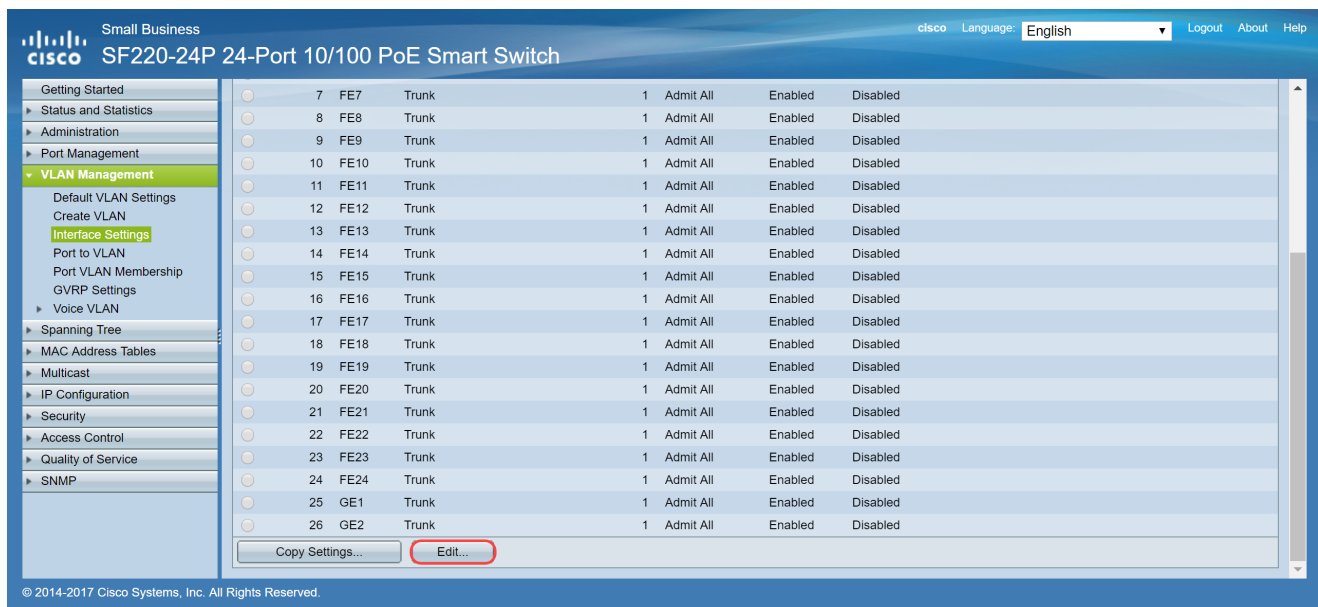 Small Business
cisco Language: English Logout About Help
CISCO SF220-24P 24-Port 10/100 PoE Smart Switch
Getting Started
Status and Statistics
Administration
Port Management
VLAN Management
Default VLAN Settings
Create VLAN
Interface Settings
Port to VLAN
Port VLAN Membership
GVRP Settings
Voice VLAN
Spanning Tree
MAC Address Tables
Multicast
IP Configuration
Security
Access Control
Quality of Service
SNMP
7 FE7 Trunk 1 Admit All Enabled Disabled
8 FE8 Trunk 1 Admit All Enabled Disabled
9 FE9 Trunk 1 Admit All Enabled Disabled
10 FE10 Trunk 1 Admit All Enabled Disabled
11 FE11 Trunk 1 Admit All Enabled Disabled
12 FE12 Trunk 1 Admit All Enabled Disabled
13 FE13 Trunk 1 Admit All Enabled Disabled
14 FE14 Trunk 1 Admit All Enabled Disabled
15 FE15 Trunk 1 Admit All Enabled Disabled
16 FE16 Trunk 1 Admit All Enabled Disabled
17 FE17 Trunk 1 Admit All Enabled Disabled
18 FE18 Trunk 1 Admit All Enabled Disabled
19 FE19 Trunk 1 Admit All Enabled Disabled
20 FE20 Trunk 1 Admit All Enabled Disabled
21 FE21 Trunk 1 Admit All Enabled Disabled
22 FE22 Trunk 1 Admit All Enabled Disabled
23 FE23 Trunk 1 Admit All Enabled Disabled
24 FE24 Trunk 1 Admit All Enabled Disabled
25 GE1 Trunk 1 Admit All Enabled Disabled
26 GE2 Trunk 1 Admit All Enabled Disabled
Copy Settings... Edit...
© 2014-2017 Cisco Systems, Inc. All Rights Reserved.